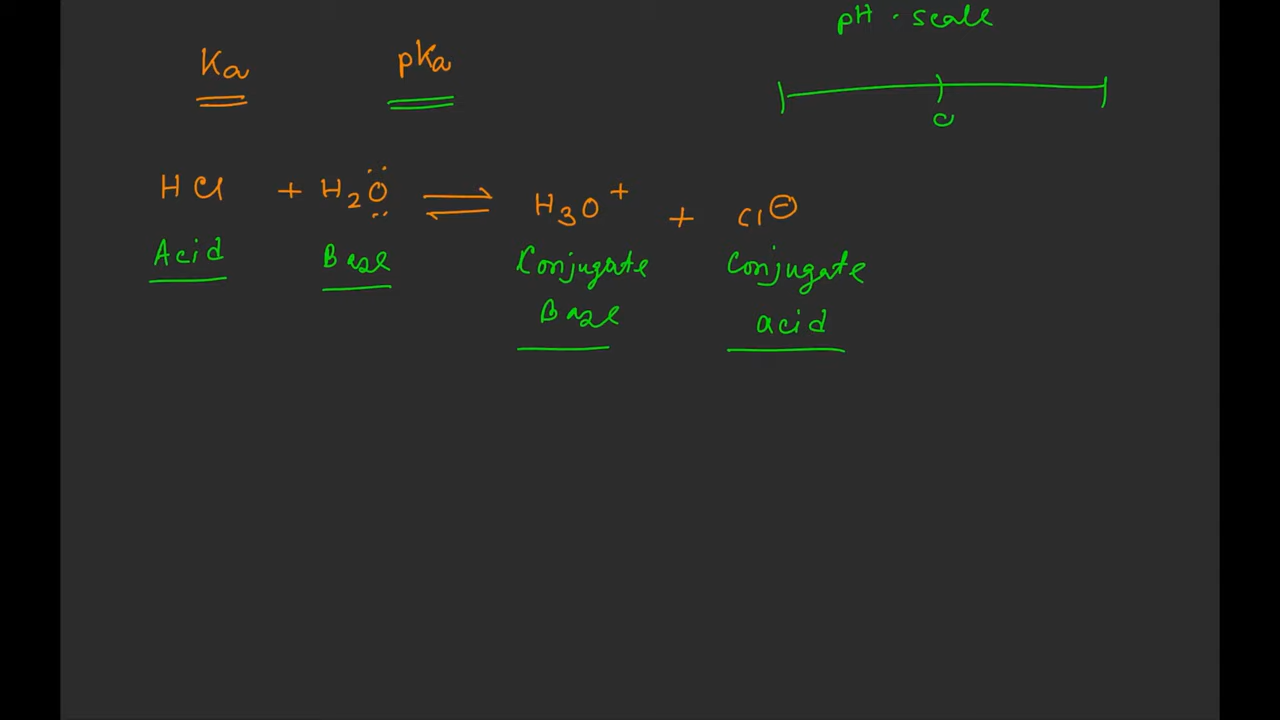 pH · scale
Ka pKa
0
HCl + H2O ⇌ H3O+ + Cl⊖
Acid Base Conjugate Base Conjugate acid